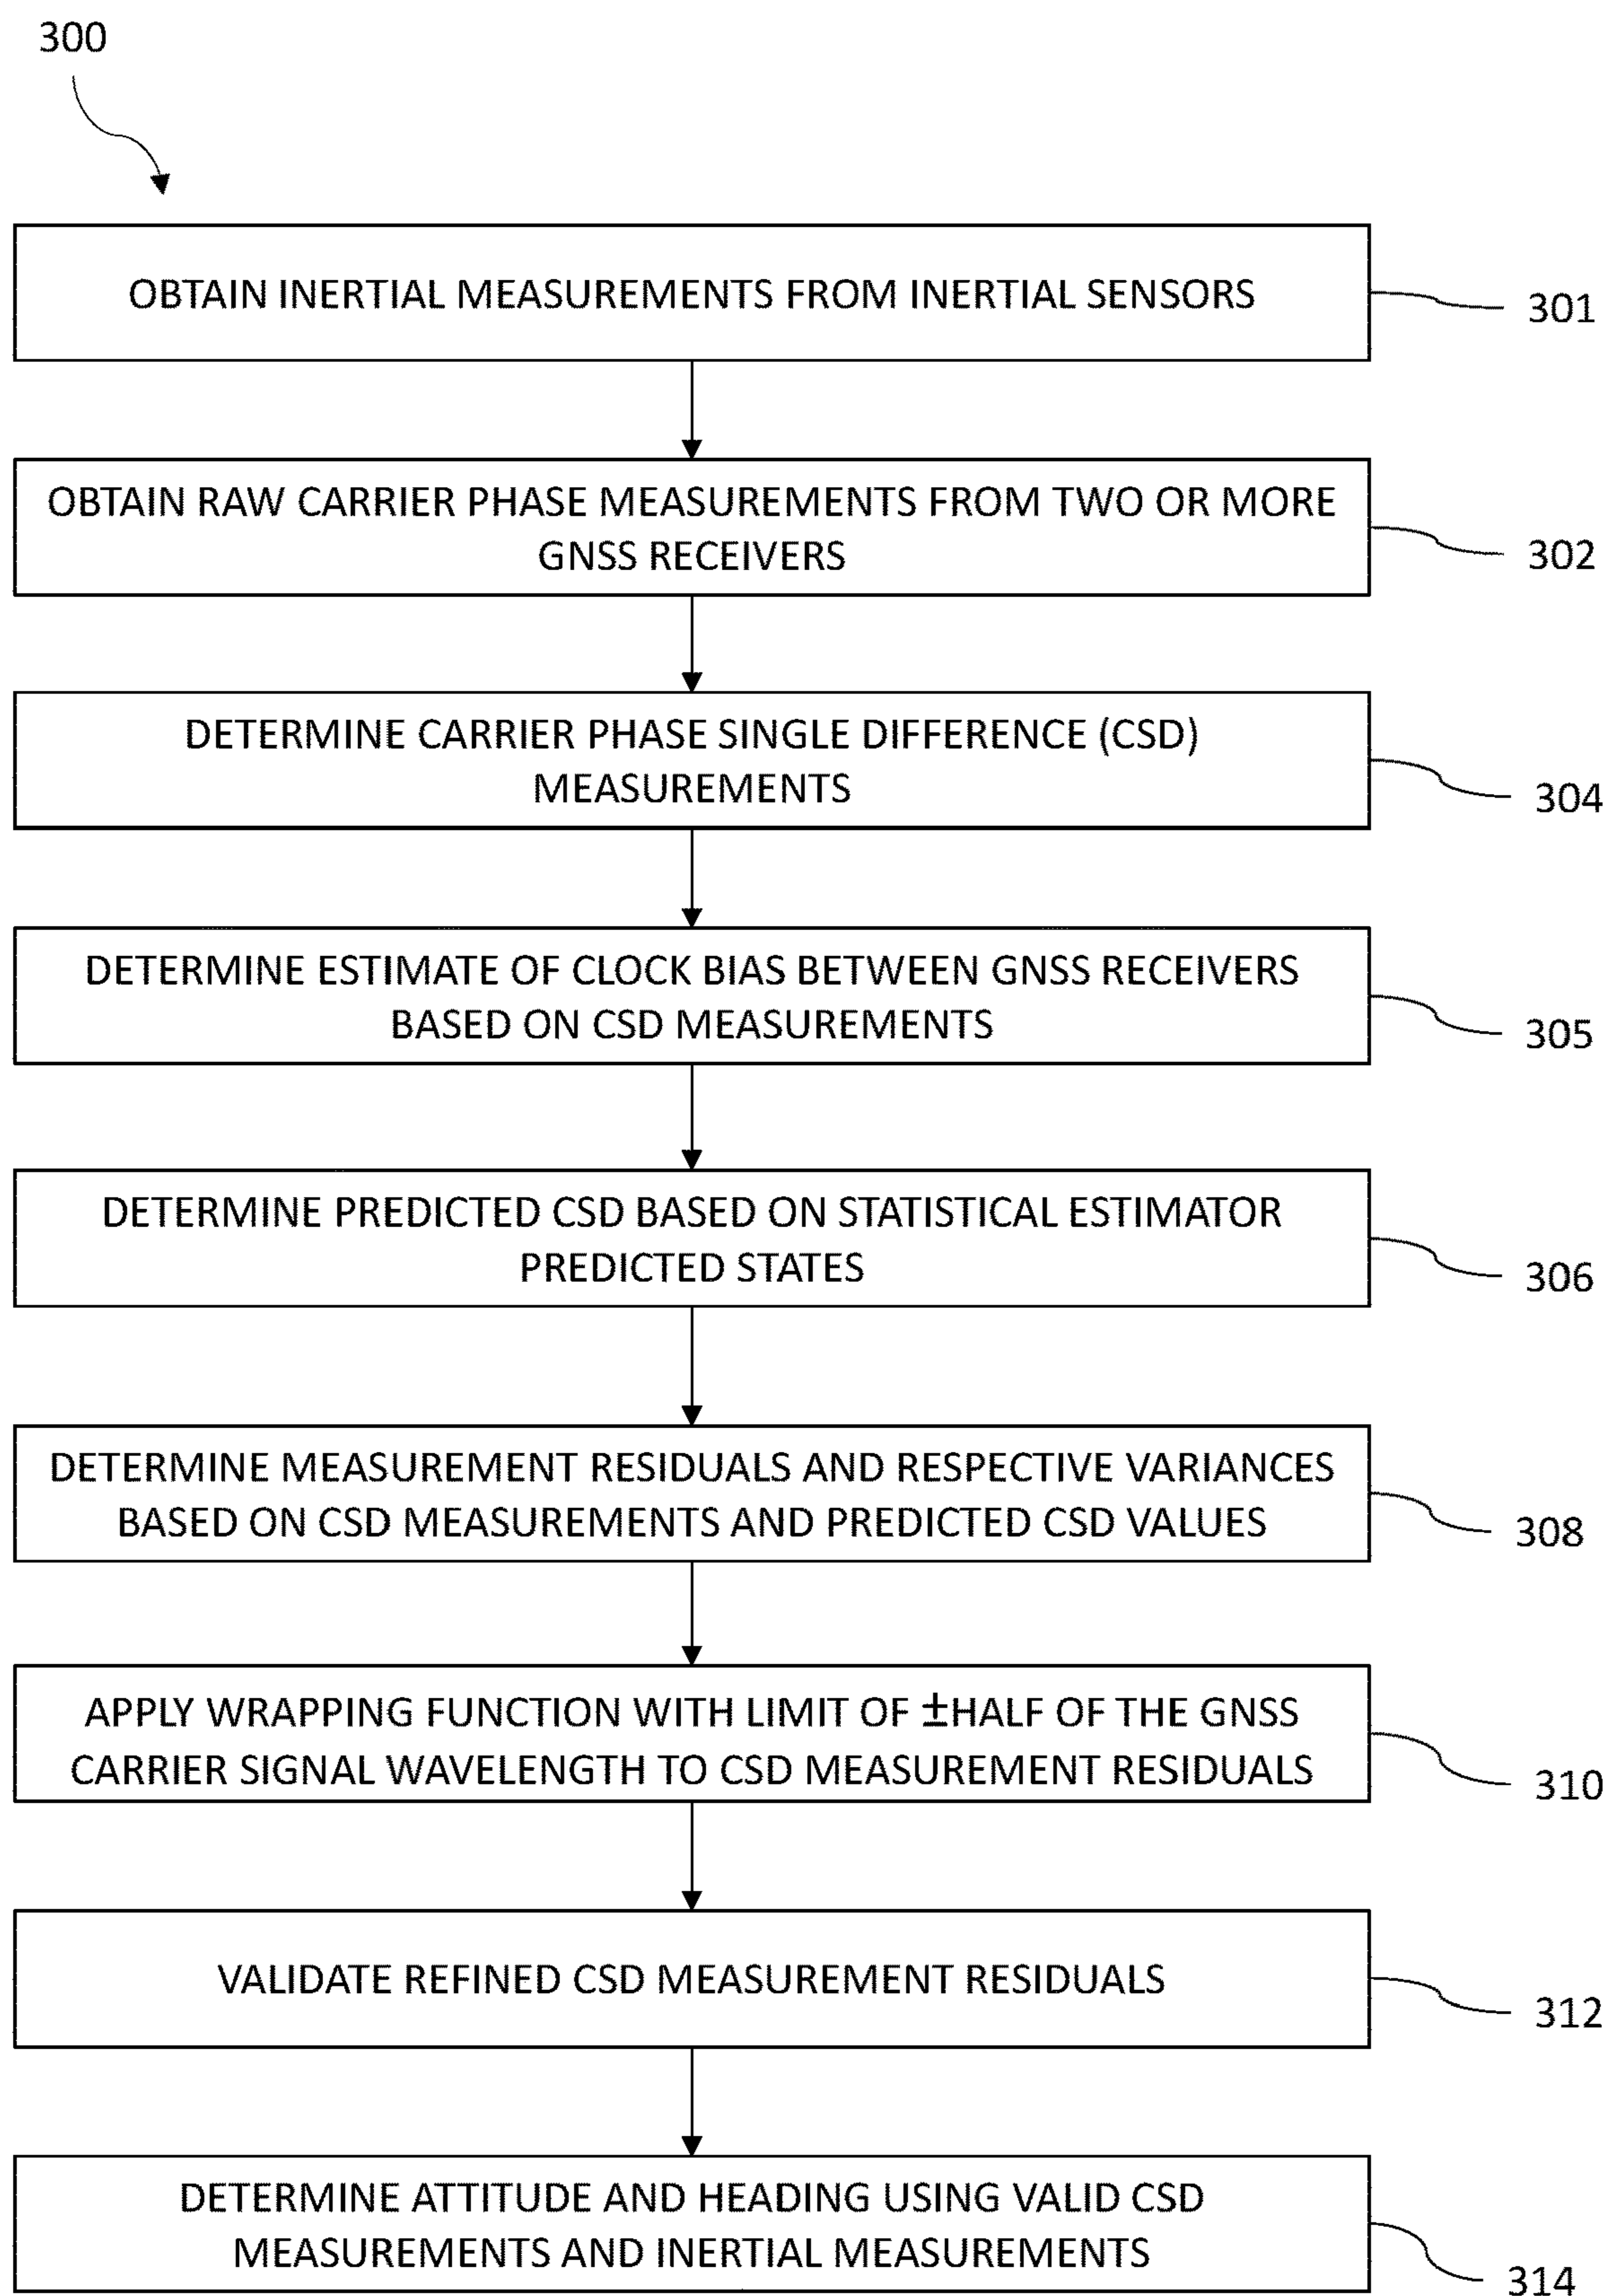 300
OBTAIN INERTIAL MEASUREMENTS FROM INERTIAL SENSORS
301
OBTAIN RAW CARRIER PHASE MEASUREMENTS FROM TWO OR MORE
GNSS RECEIVERS
302
DETERMINE CARRIER PHASE SINGLE DIFFERENCE (CSD)
MEASUREMENTS
304
DETERMINE ESTIMATE OF CLOCK BIAS BETWEEN GNSS RECEIVERS
BASED ON CSD MEASUREMENTS
305
DETERMINE PREDICTED CSD BASED ON STATISTICAL ESTIMATOR
PREDICTED STATES
306
DETERMINE MEASUREMENT RESIDUALS AND RESPECTIVE VARIANCES
BASED ON CSD MEASUREMENTS AND PREDICTED CSD VALUES
308
APPLY WRAPPING FUNCTION WITH LIMIT OF ±HALF OF THE GNSS
CARRIER SIGNAL WAVELENGTH TO CSD MEASUREMENT RESIDUALS
310
VALIDATE REFINED CSD MEASUREMENT RESIDUALS
312
DETERMINE ATTITUDE AND HEADING USING VALID CSD
MEASUREMENTS AND INERTIAL MEASUREMENTS
314